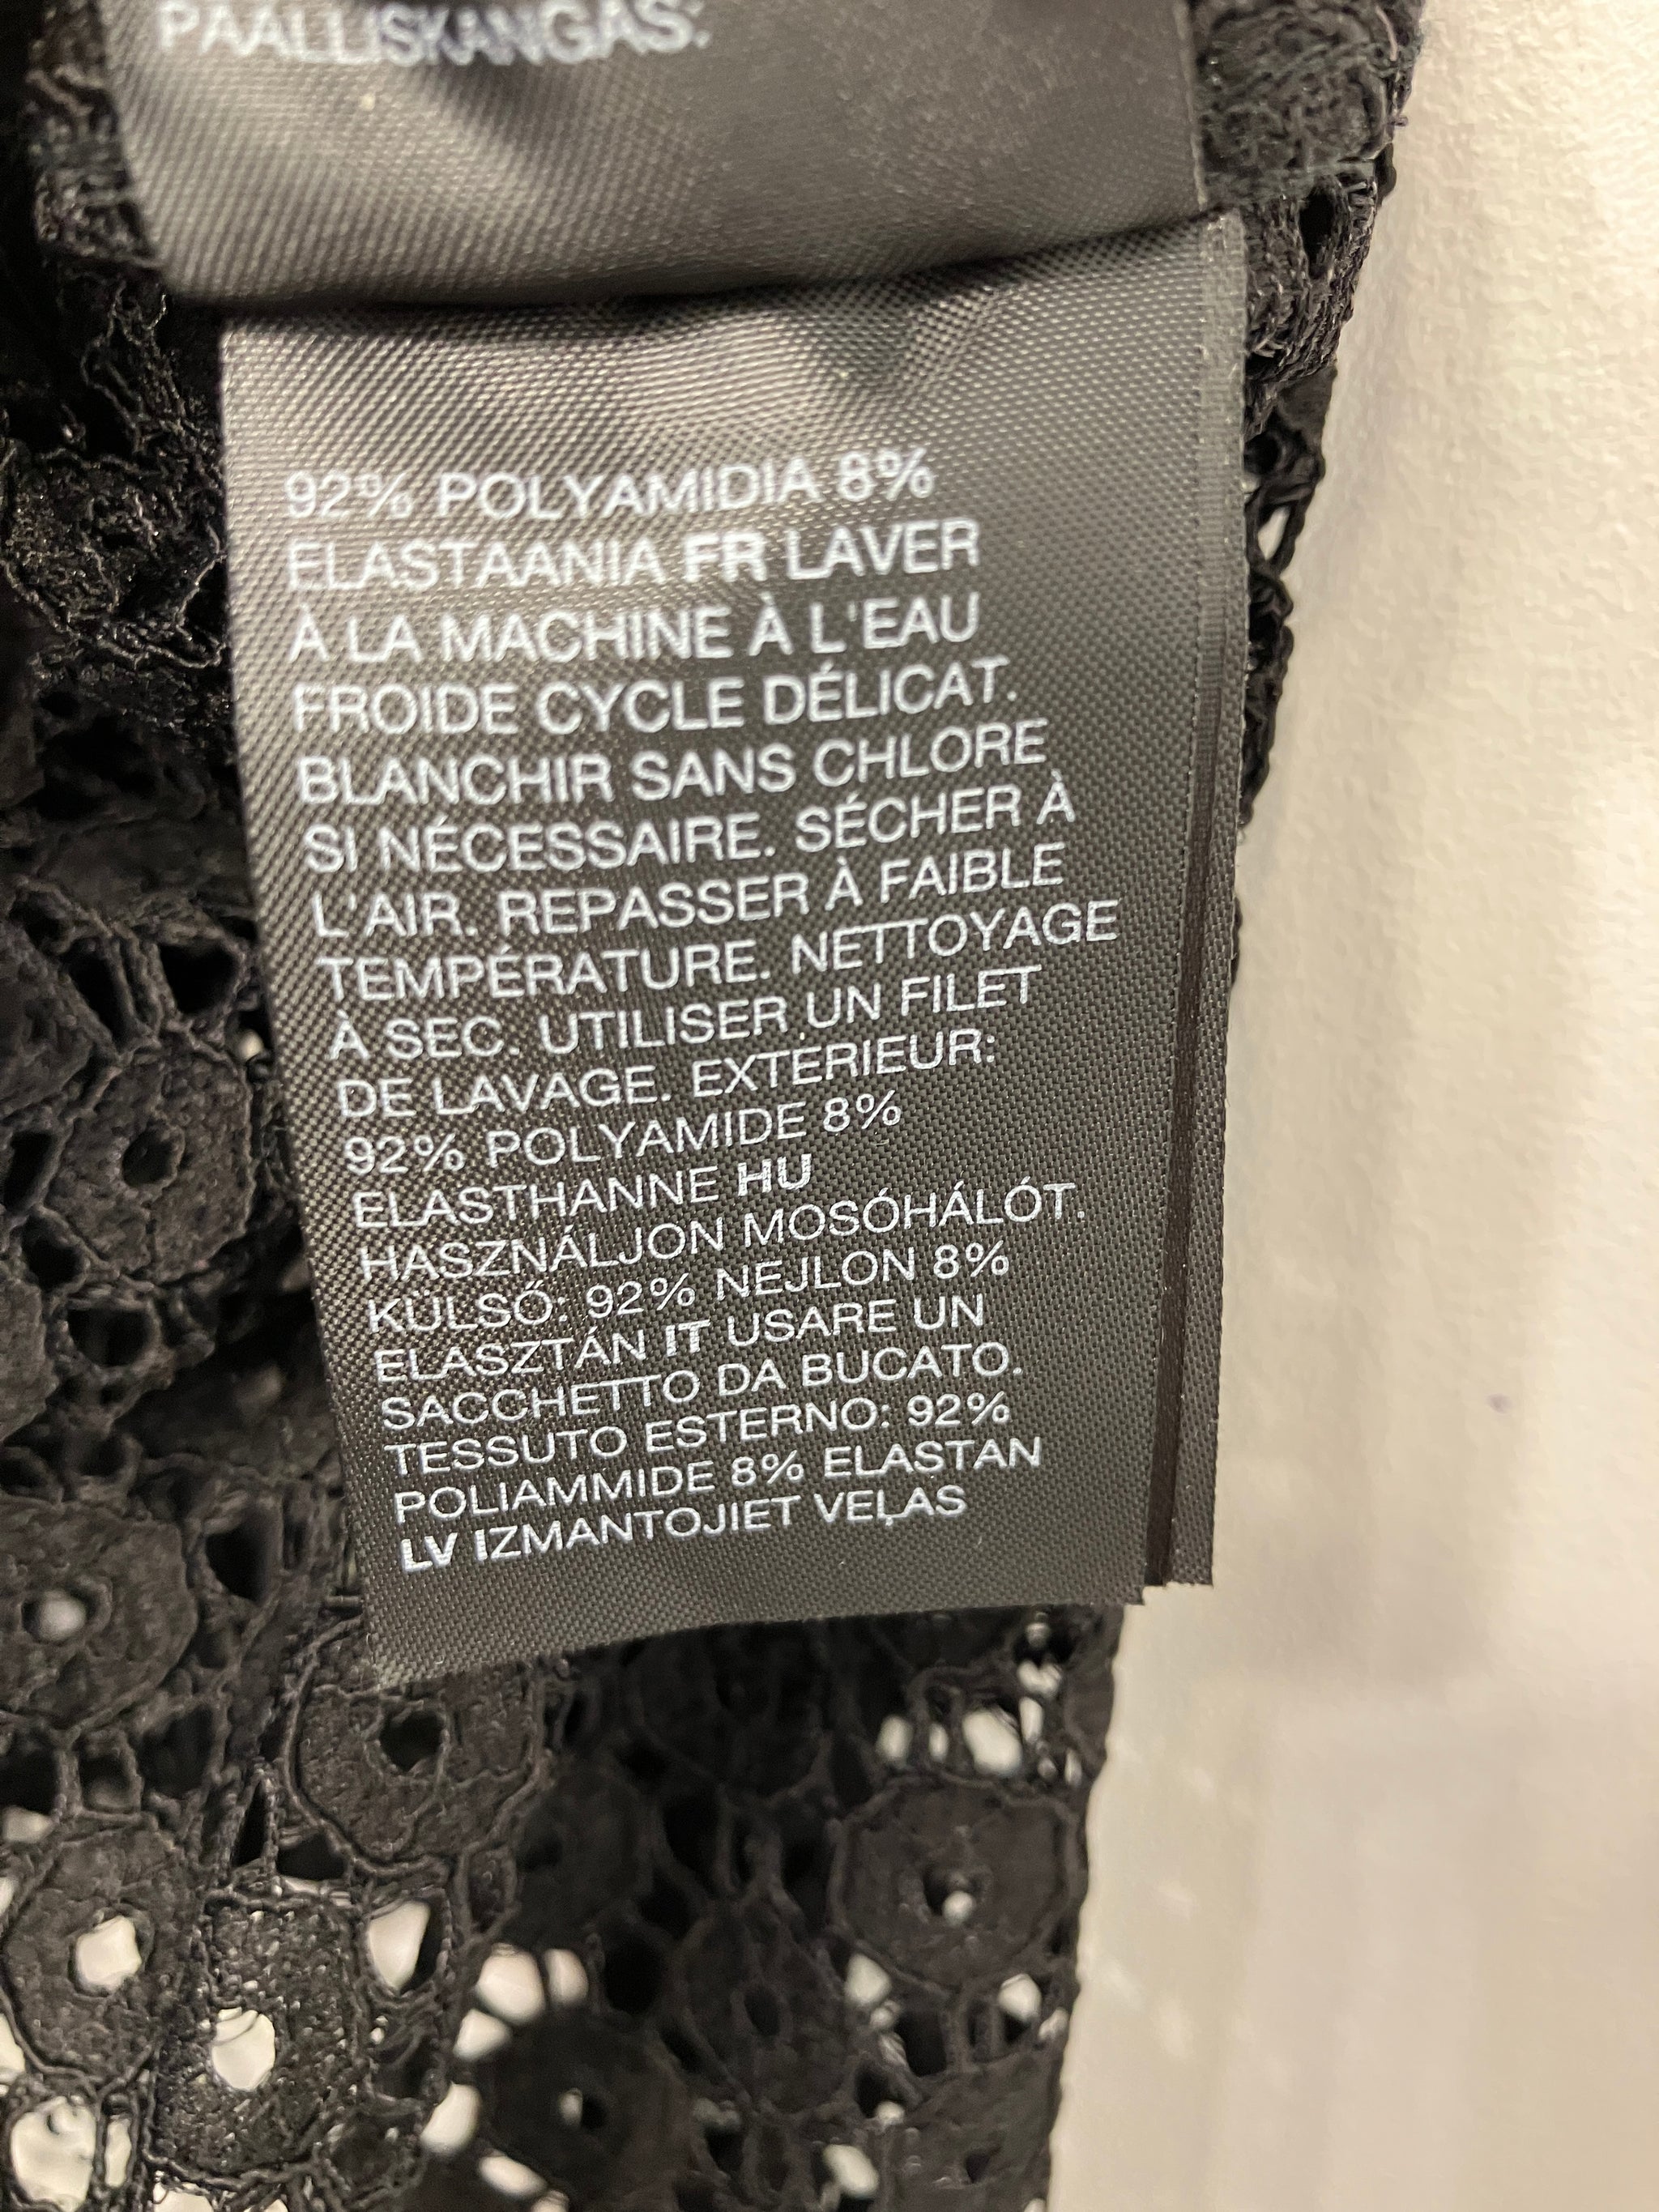 PÄÄLLISKANGAS:
92% POLYAMIDIA 8%
ELASTAANIA FR LAVER
À LA MACHINE À L'EAU
FROIDE CYCLE DÉLICAT.
BLANCHIR SANS CHLORE
SI NÉCESSAIRE. SÉCHER À
L'AIR. REPASSER À FAIBLE
TEMPÉRATURE. NETTOYAGE
À SEC. UTILISER UN FILET
DE LAVAGE. EXTÉRIEUR:
92% POLYAMIDE 8%
ELASTHANNE HU
HASZNÁLJON MOSÓHÁLÓT.
KÜLSŐ: 92% NEJLON 8%
ELASZTÁN IT USARE UN
SACCHETTO DA BUCATO.
TESSUTO ESTERNO: 92%
POLIAMMIDE 8% ELASTAN
LV IZMANTOJIET VEĻAS